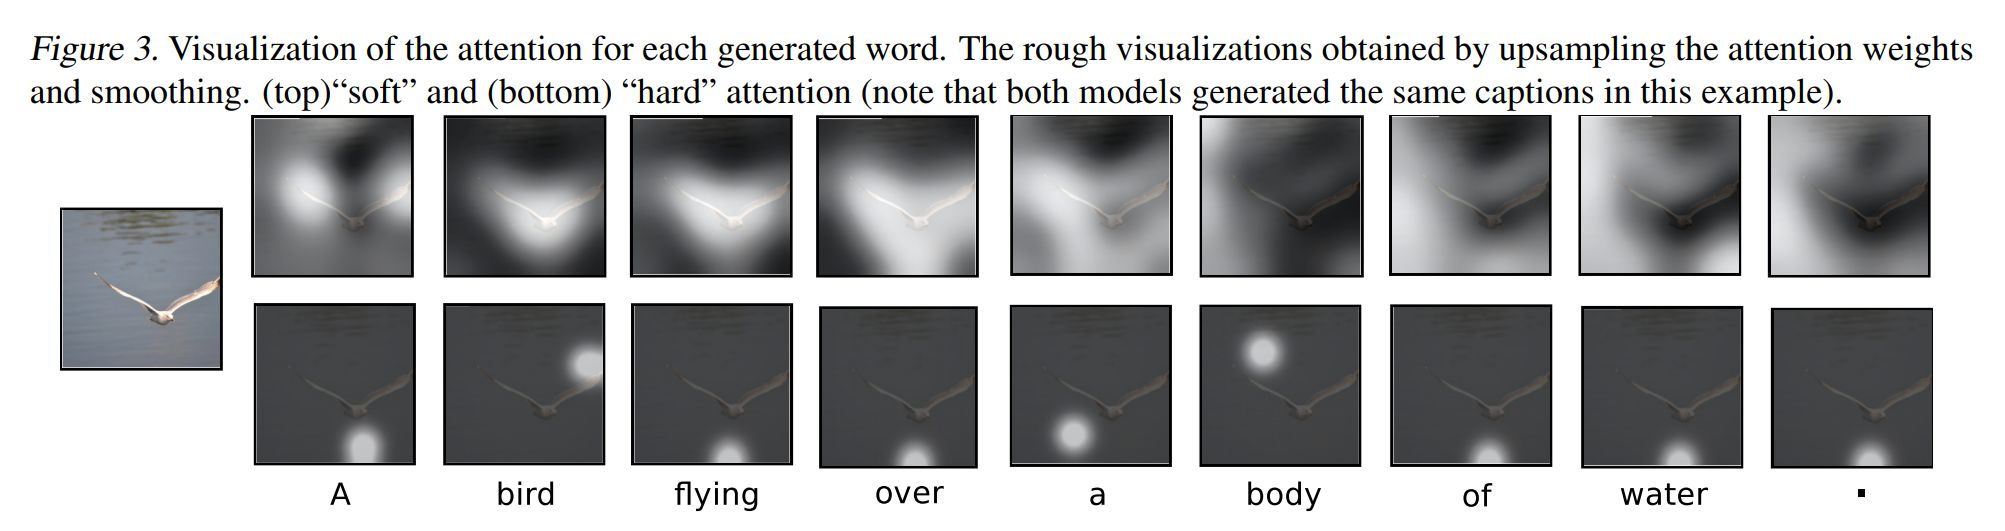 Figure 3. Visualization of the attention for each generated word. The rough visualizations obtained by upsampling the attention weights
and smoothing. (top)“soft” and (bottom) “hard” attention (note that both models generated the same captions in this example).
A bird flying over a body of water .